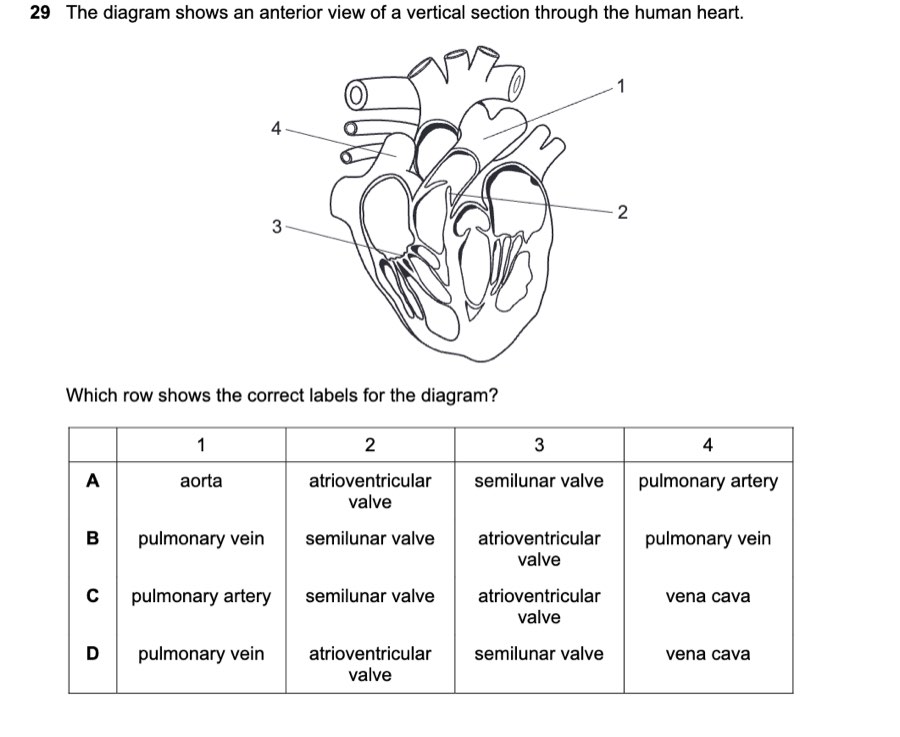 29 The diagram shows an anterior view of a vertical section through the human heart.
1
4
2
3
Which row shows the correct labels for the diagram?
1 2 3 4
A aorta atrioventricular valve semilunar valve pulmonary artery
B pulmonary vein semilunar valve atrioventricular valve pulmonary vein
C pulmonary artery semilunar valve atrioventricular valve vena cava
D pulmonary vein atrioventricular valve semilunar valve vena cava